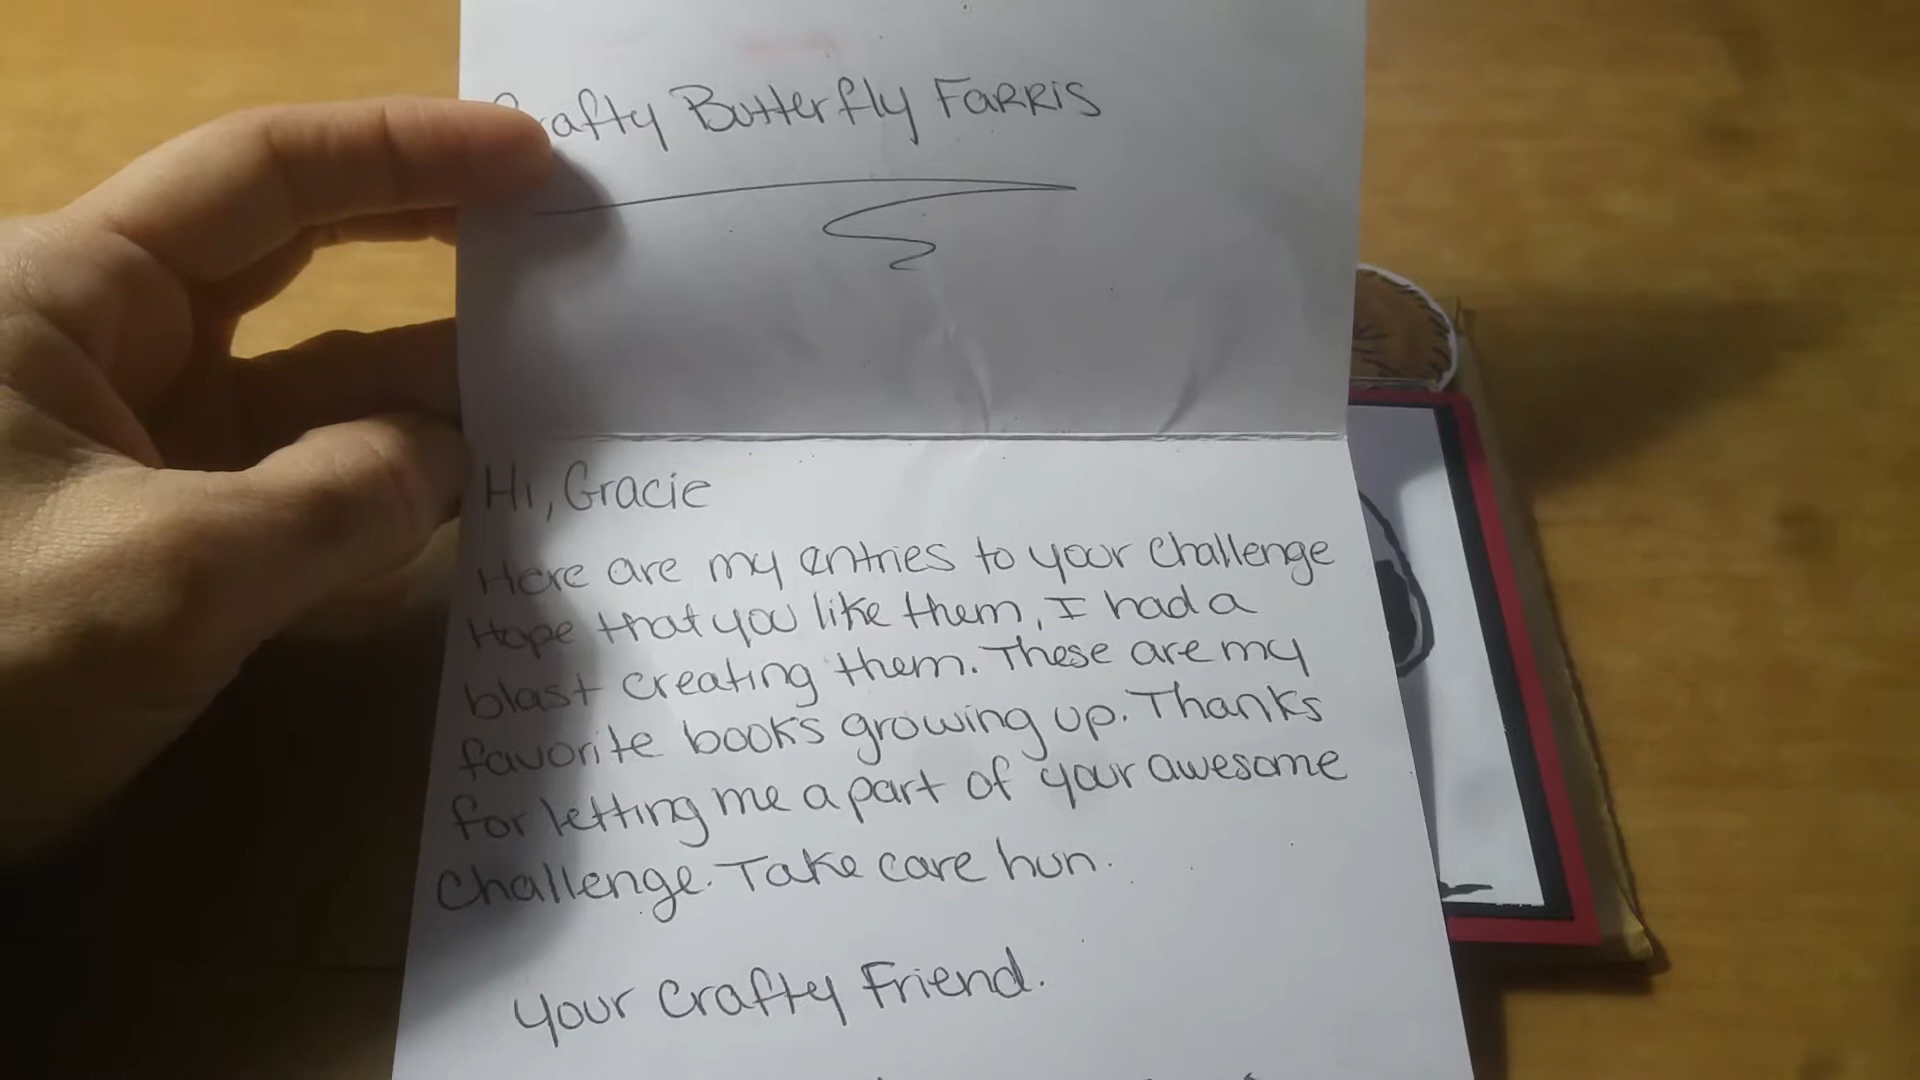 Crafty Butterfly FARRIS
Hi, Gracie
Here are my entries to your Challenge
Hope that you like them, I had a
blast creating them. These are my
favorite books growing up. Thanks
for letting me a part of your awesome
Challenge. Take care hun.
Your Crafty Friend.